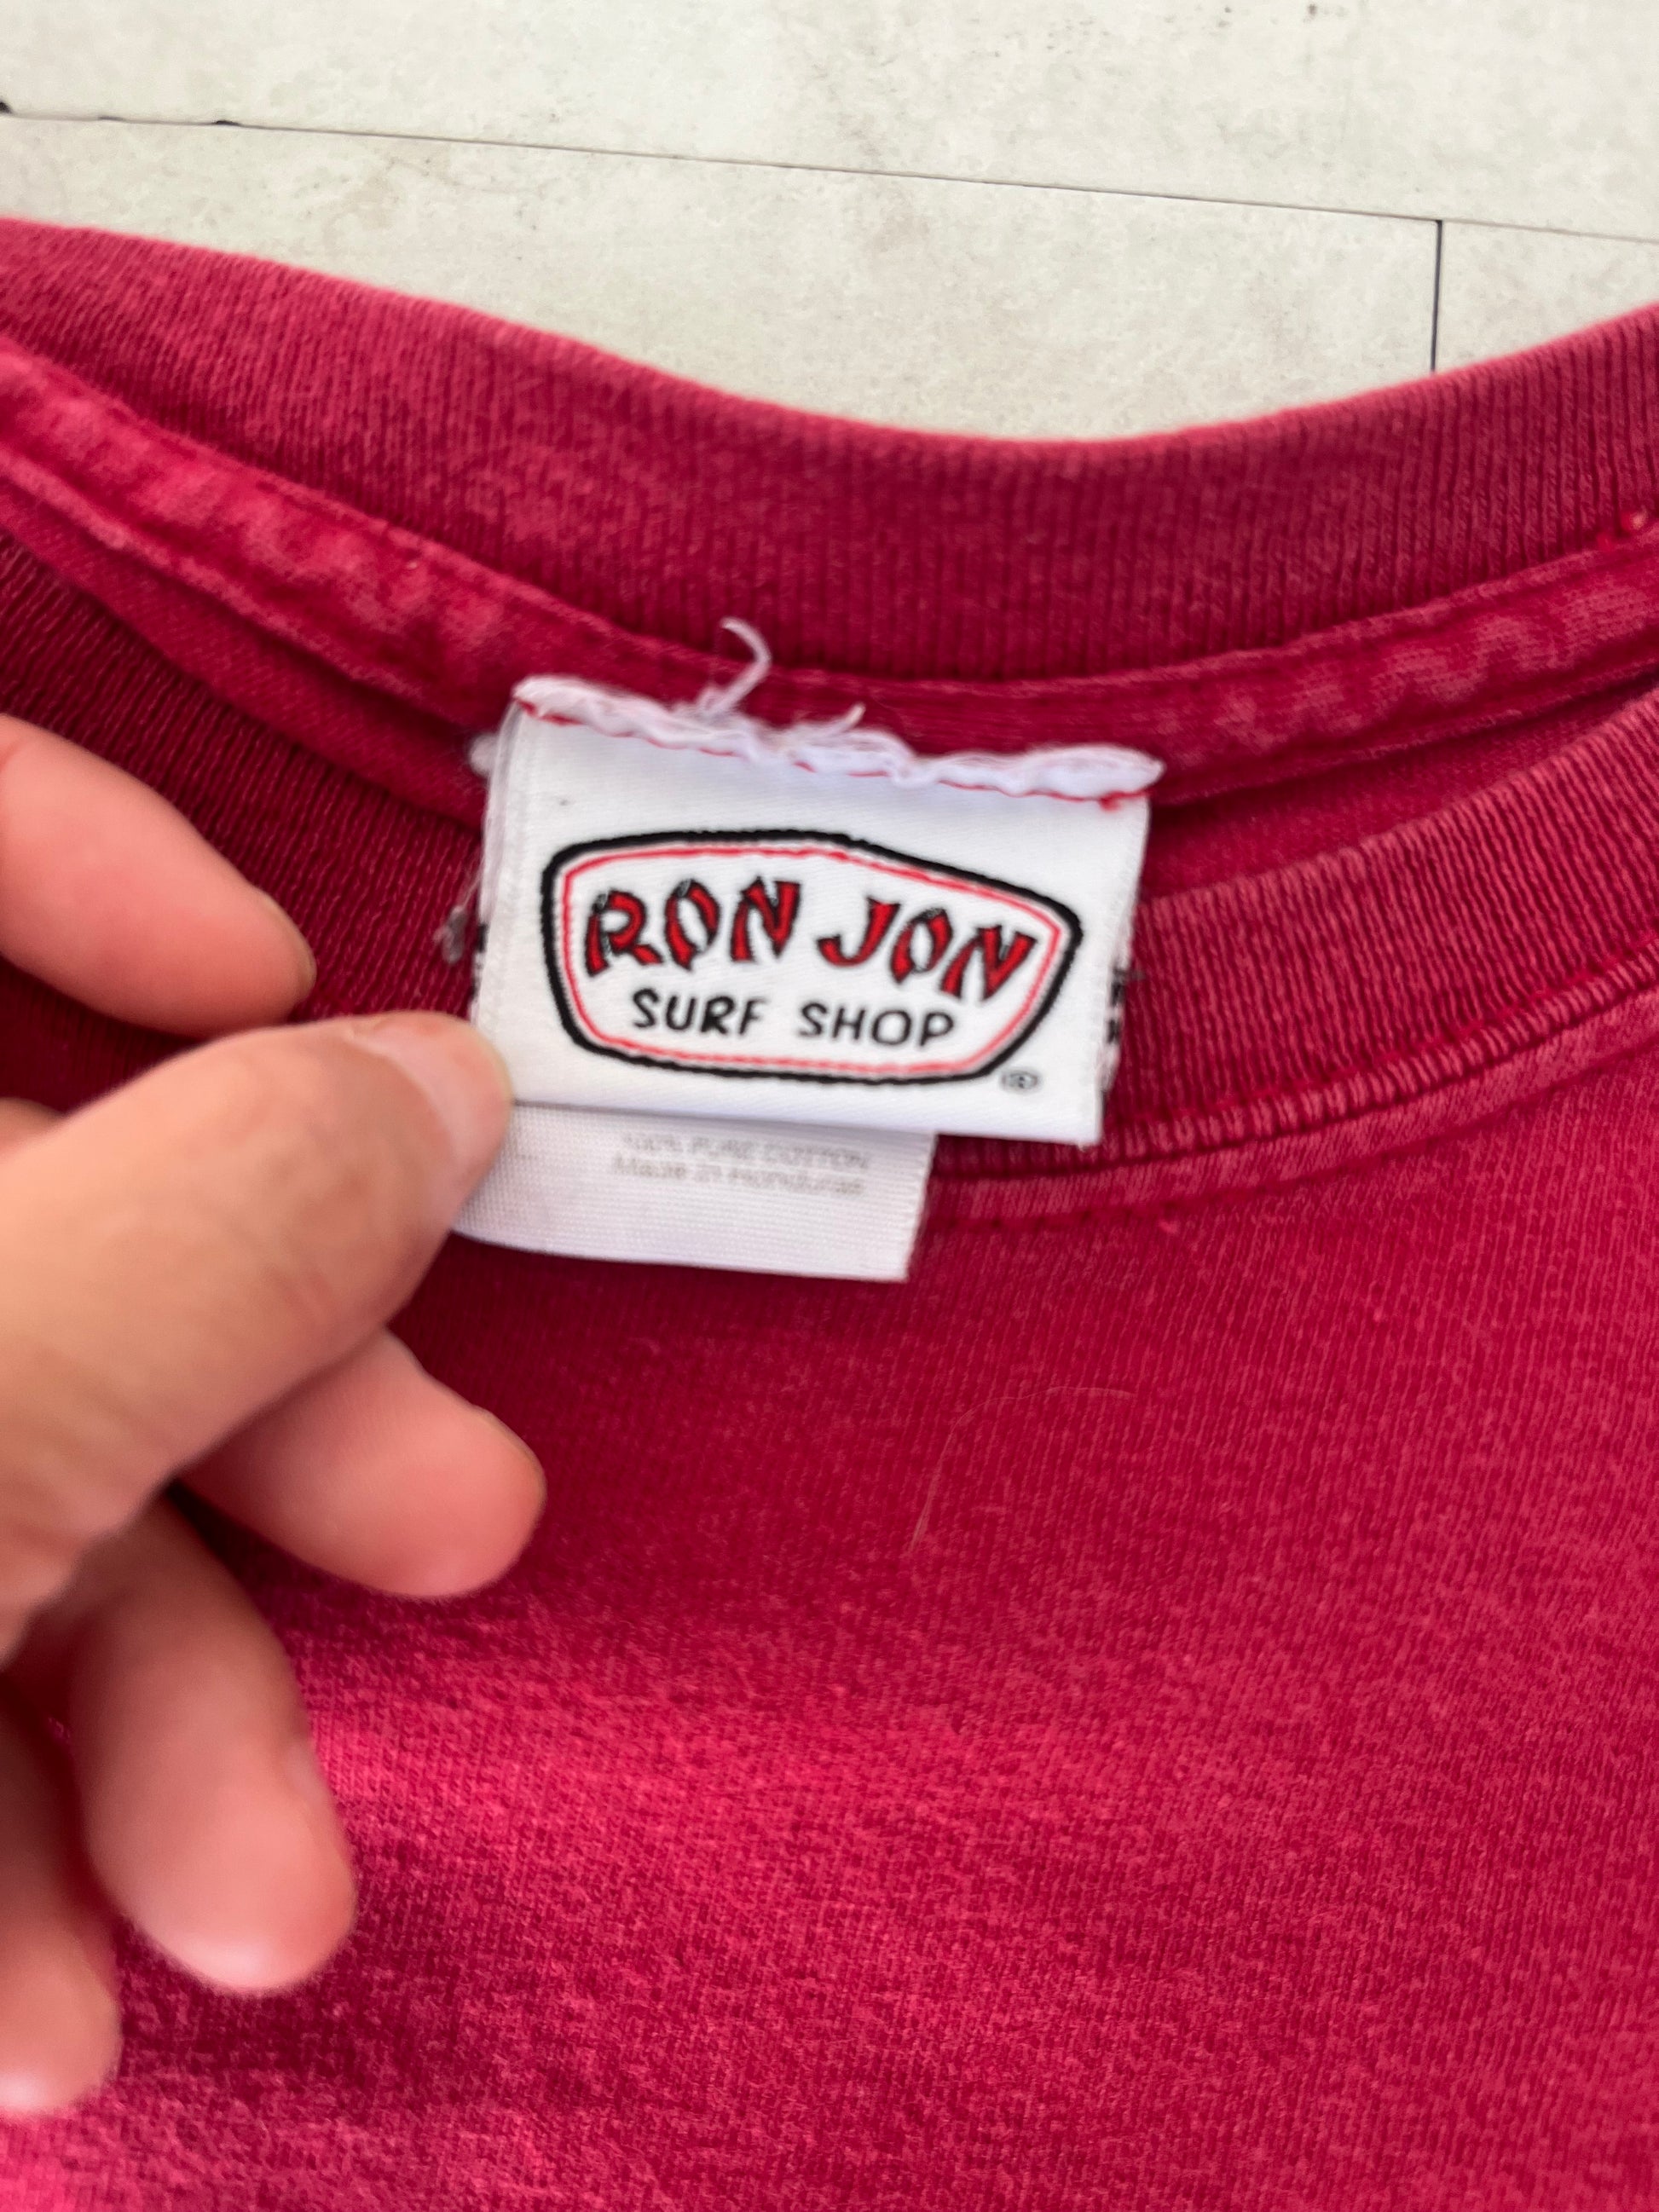 RON JON
SURF SHOP
®
100% PURE COTTON
Made in Honduras